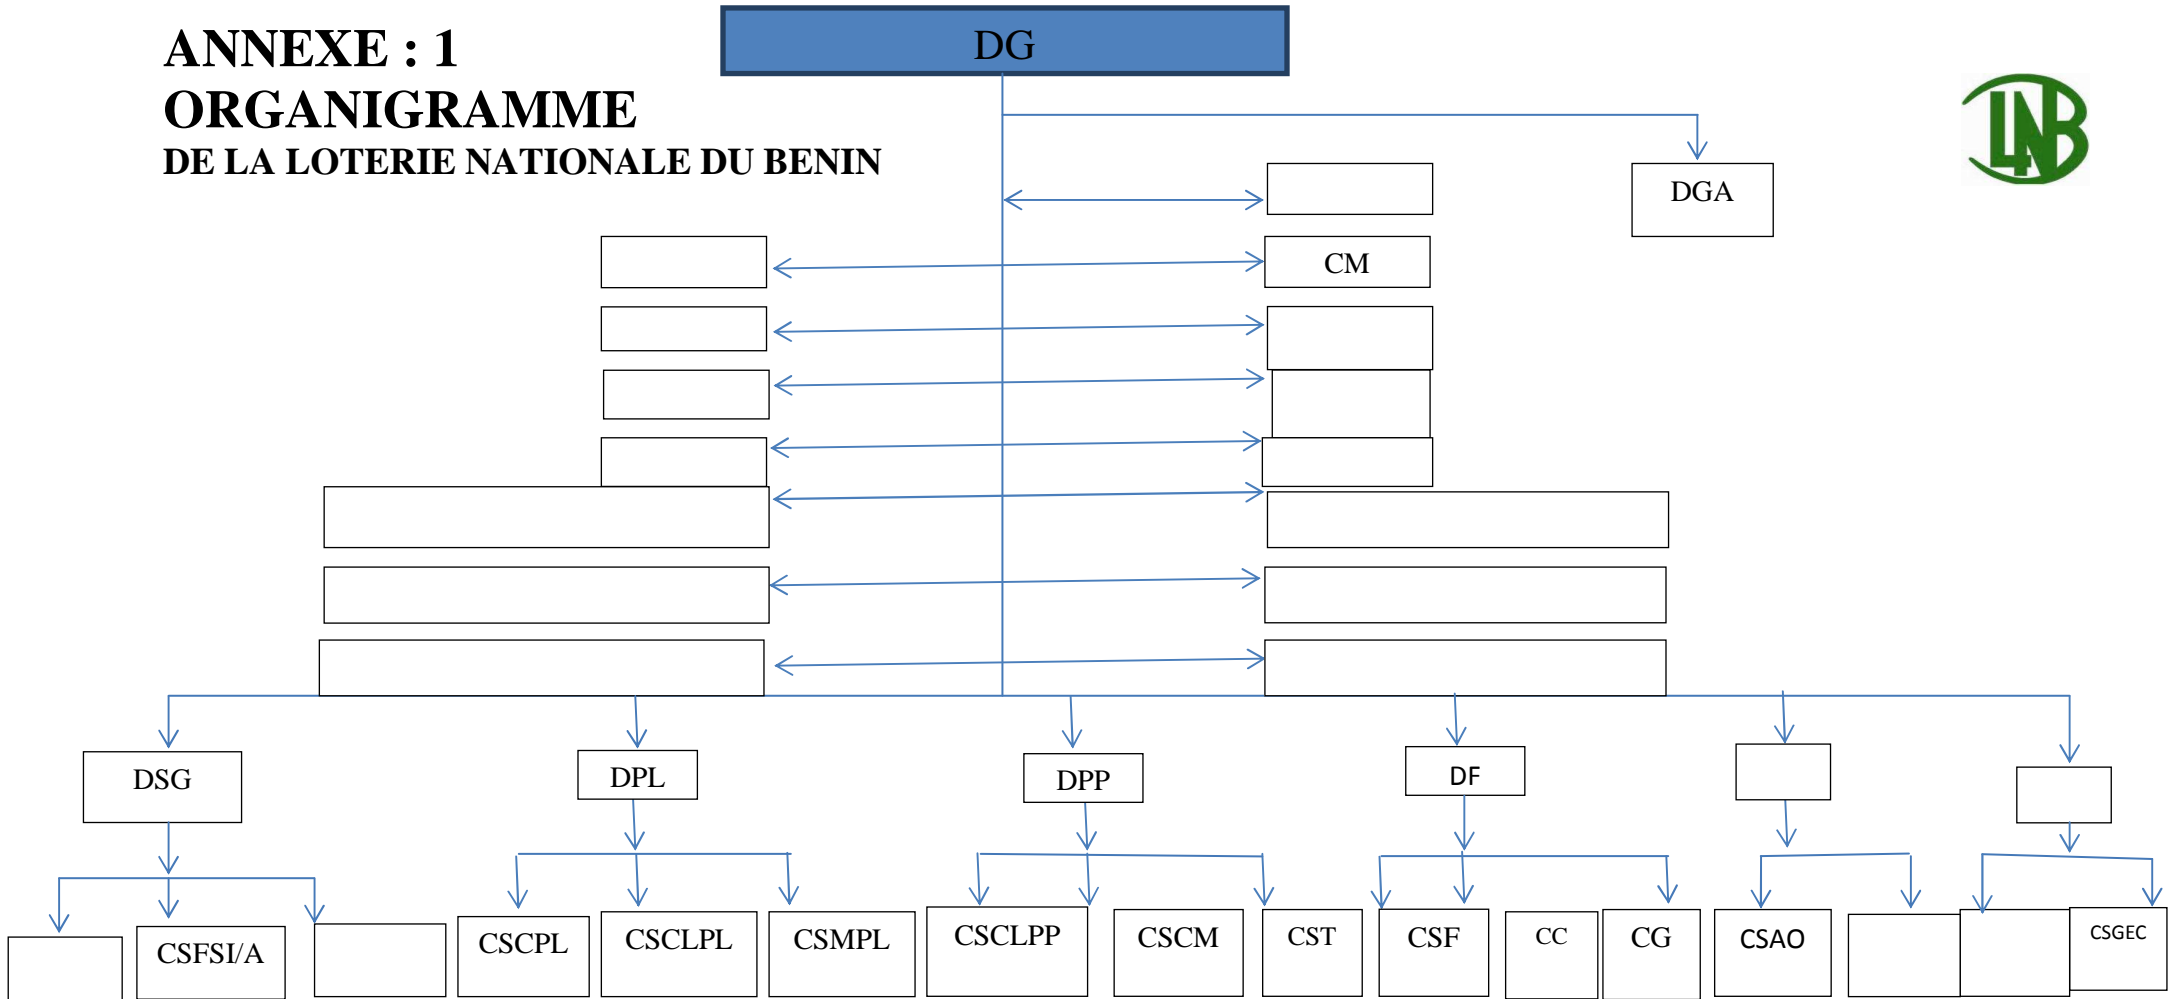 ANNEXE : 1
ORGANIGRAMME
DE LA LOTERIE NATIONALE DU BENIN
DG
LNB
DGA
CM
DSG
DPL
DPP
DF
CSFSI/A
CSCPL
CSCLPL
CSMPL
CSCLPP
CSCM
CST
CSF
CC
CG
CSAO
CSGEC